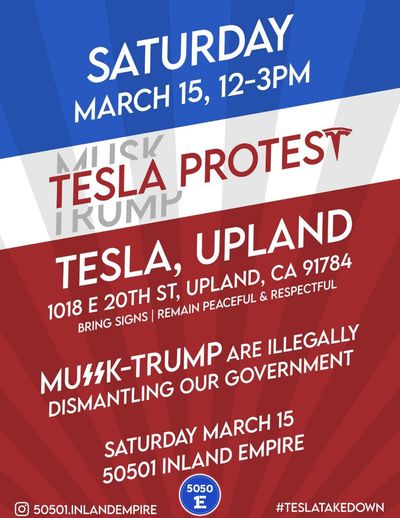 SATURDAY
MARCH 15, 12-3PM
MUSK
TESLA PROTEST
TRUMP
TESLA, UPLAND
1018 E 20TH ST, UPLAND, CA 91784
BRING SIGNS | REMAIN PEACEFUL & RESPECTFUL
MUϟϟK-TRUMP ARE ILLEGALLY
DISMANTLING OUR GOVERNMENT
SATURDAY MARCH 15
50501 INLAND EMPIRE
5050
E
50501.INLANDEMPIRE
#TESLATAKEDOWN